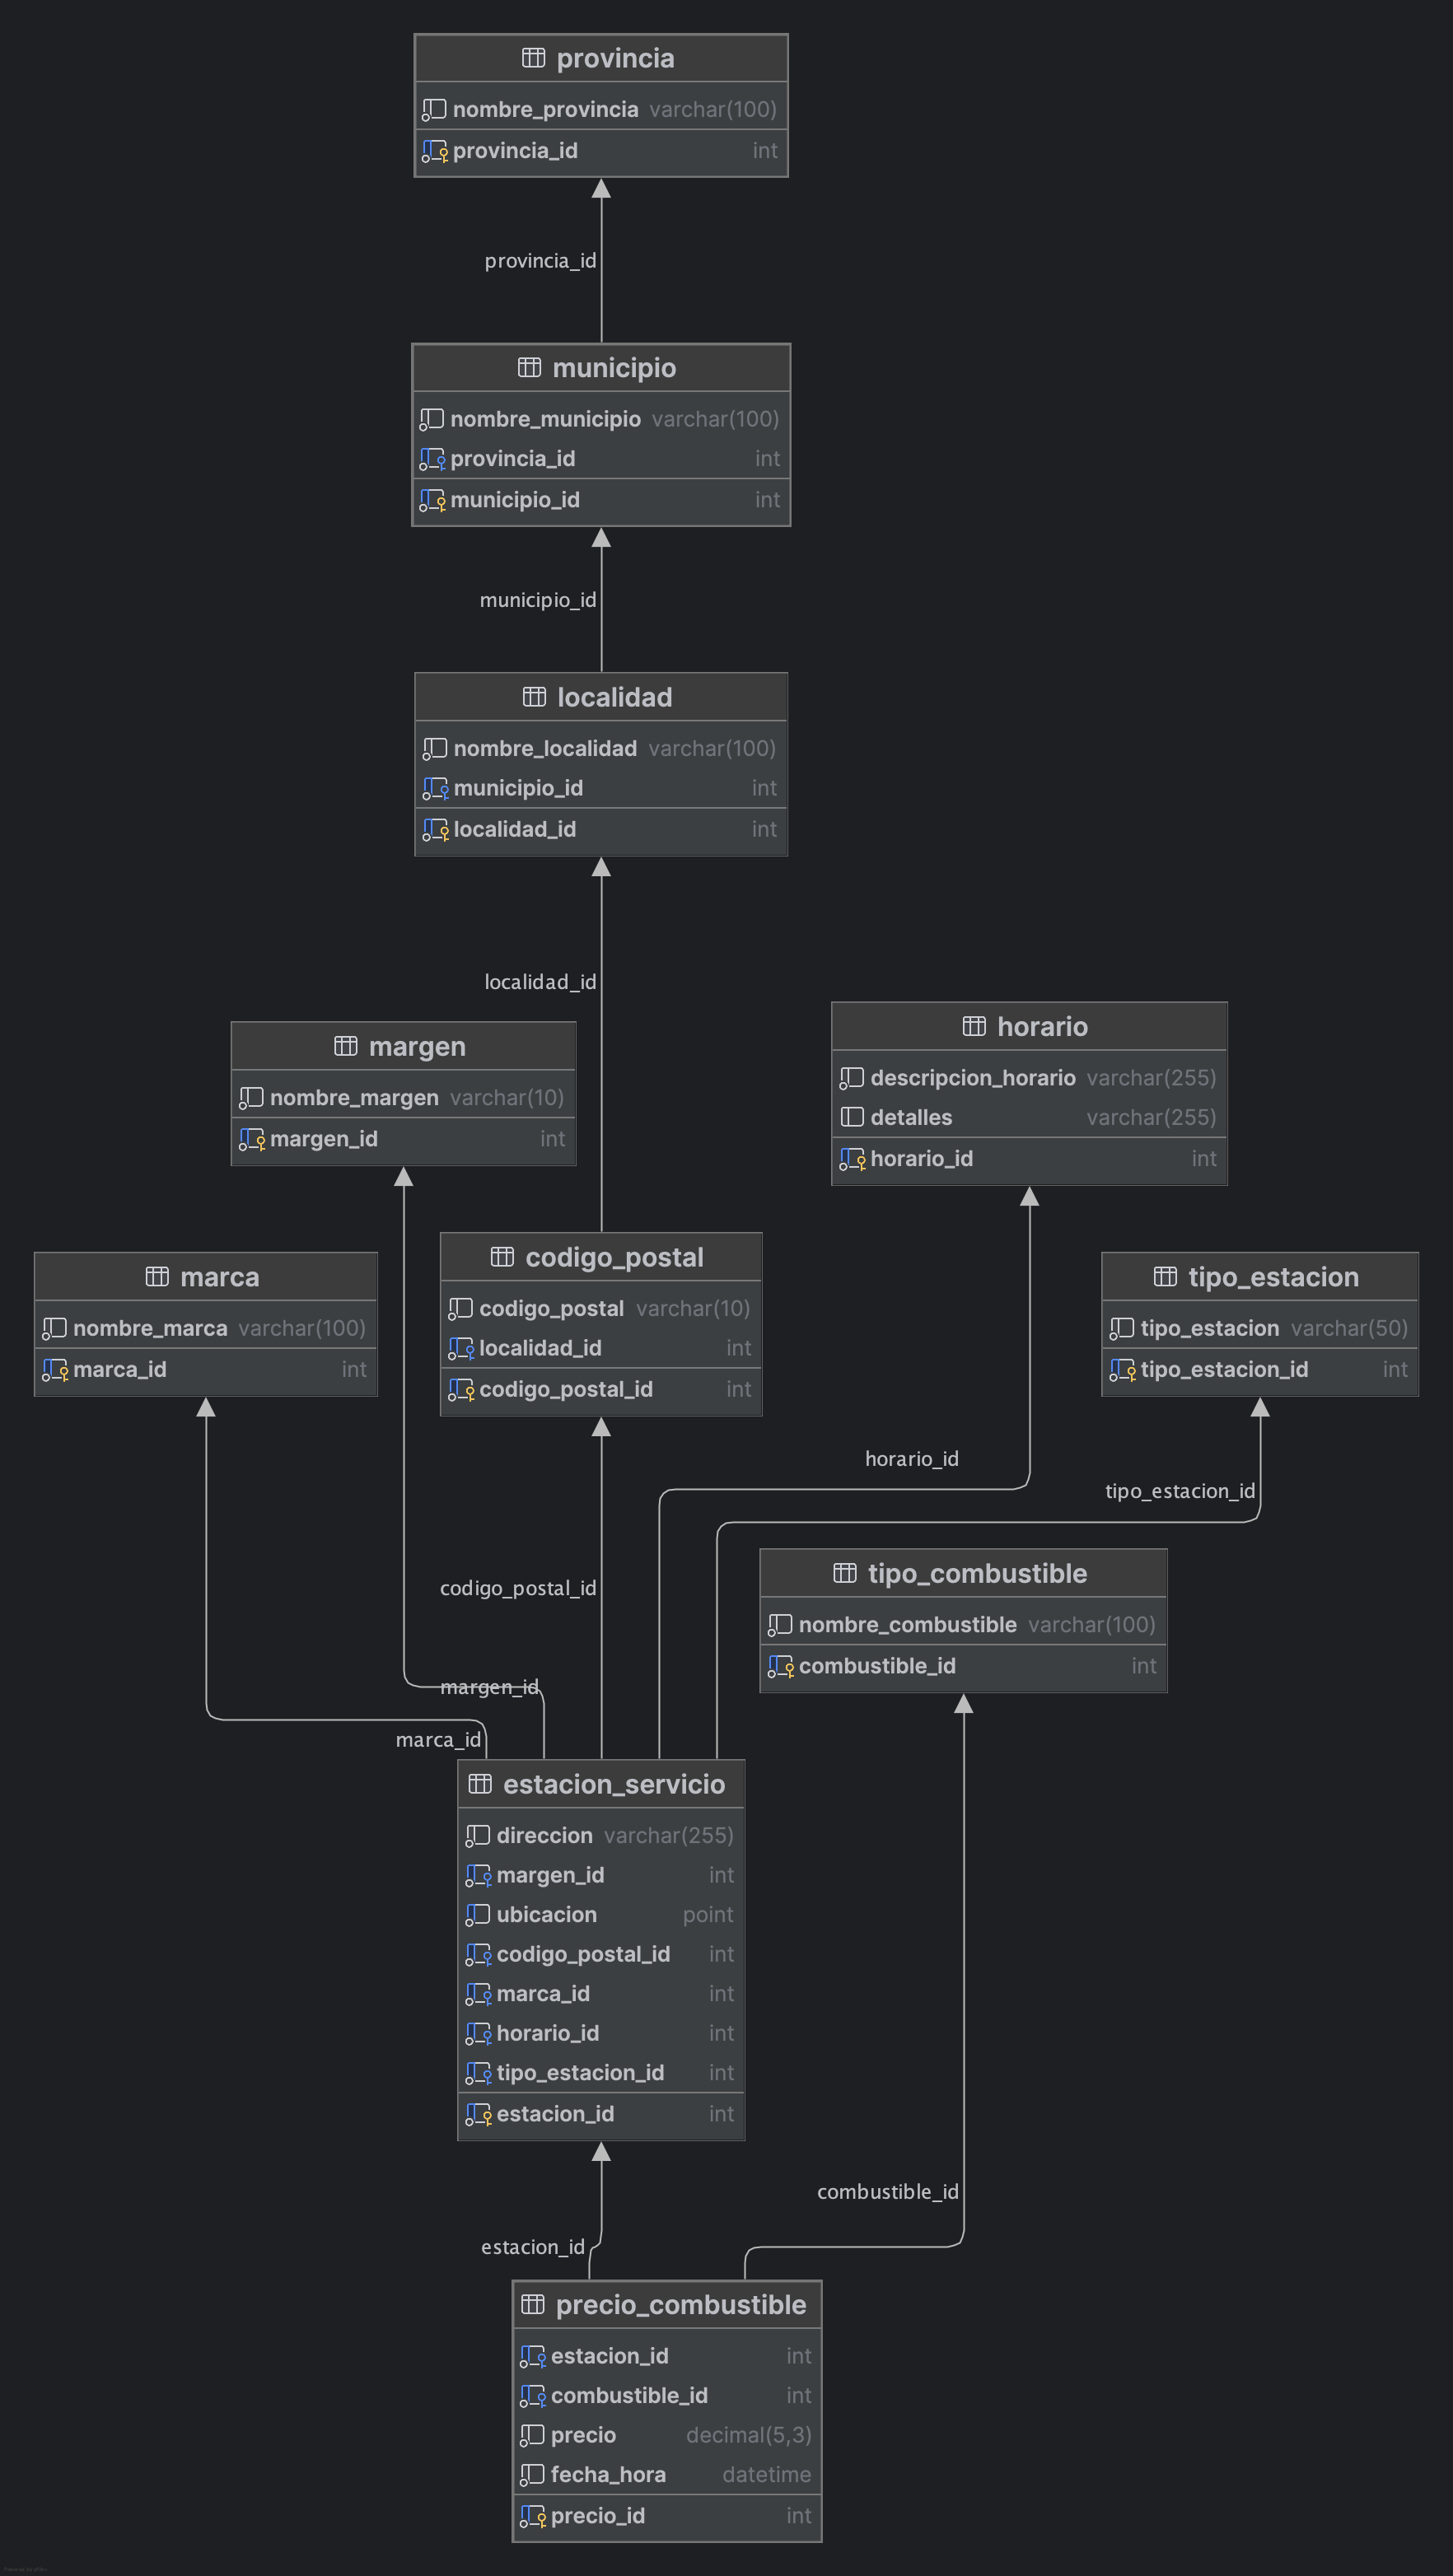 provincia
nombre_provincia varchar(100)
provincia_id int
provincia_id
municipio
nombre_municipio varchar(100)
provincia_id int
municipio_id int
municipio_id
localidad
nombre_localidad varchar(100)
municipio_id int
localidad_id int
localidad_id
margen
nombre_margen varchar(10)
margen_id int
horario
descripcion_horario varchar(255)
detalles varchar(255)
horario_id int
marca
nombre_marca varchar(100)
marca_id int
codigo_postal
codigo_postal varchar(10)
localidad_id int
codigo_postal_id int
tipo_estacion
tipo_estacion varchar(50)
tipo_estacion_id int
horario_id
tipo_estacion_id
codigo_postal_id
tipo_combustible
nombre_combustible varchar(100)
combustible_id int
margen_id
marca_id
estacion_servicio
direccion varchar(255)
margen_id int
ubicacion point
codigo_postal_id int
marca_id int
horario_id int
tipo_estacion_id int
estacion_id int
combustible_id
estacion_id
precio_combustible
estacion_id int
combustible_id int
precio decimal(5,3)
fecha_hora datetime
precio_id int